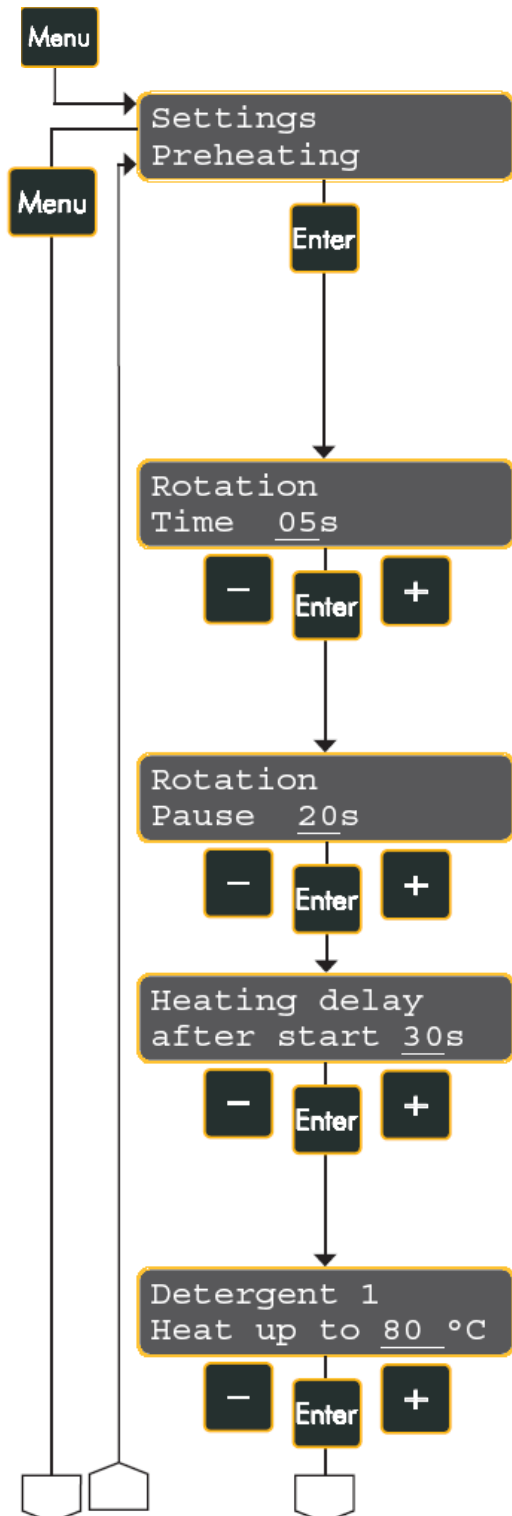 Menu
Settings
Preheating
Menu
Enter
Rotation
Time 05s
- Enter +
Rotation
Pause 20s
- Enter +
Heating delay
after start 30s
- Enter +
Detergent 1
Heat up to 80 °C
- Enter +